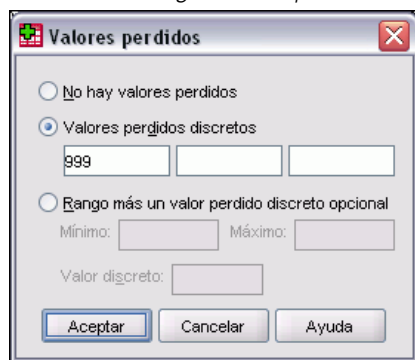 Valores perdidos
No hay valores perdidos
Valores perdidos discretos
999
Rango más un valor perdido discreto opcional
Mínimo: Máximo:
Valor discreto:
Aceptar Cancelar Ayuda